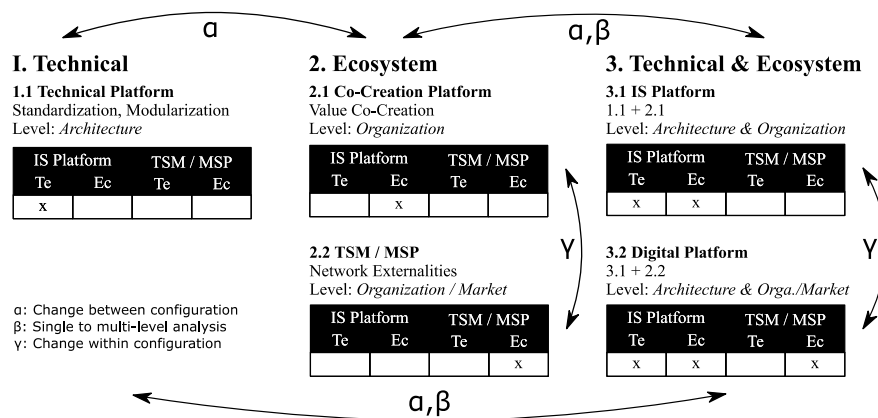 α
α,β
I. Technical
1.1 Technical Platform
Standardization, Modularization
Level: Architecture
IS Platform TSM / MSP
Te Ec Te Ec
x
2. Ecosystem
2.1 Co-Creation Platform
Value Co-Creation
Level: Organization
IS Platform TSM / MSP
Te Ec Te Ec
x
3. Technical & Ecosystem
3.1 IS Platform
1.1 + 2.1
Level: Architecture & Organization
IS Platform TSM / MSP
Te Ec Te Ec
x x
γ
γ
2.2 TSM / MSP
Network Externalities
Level: Organization / Market
IS Platform TSM / MSP
Te Ec Te Ec
x
3.2 Digital Platform
3.1 + 2.2
Level: Architecture & Orga./Market
IS Platform TSM / MSP
Te Ec Te Ec
x x x
α: Change between configuration
β: Single to multi-level analysis
γ: Change within configuration
α,β